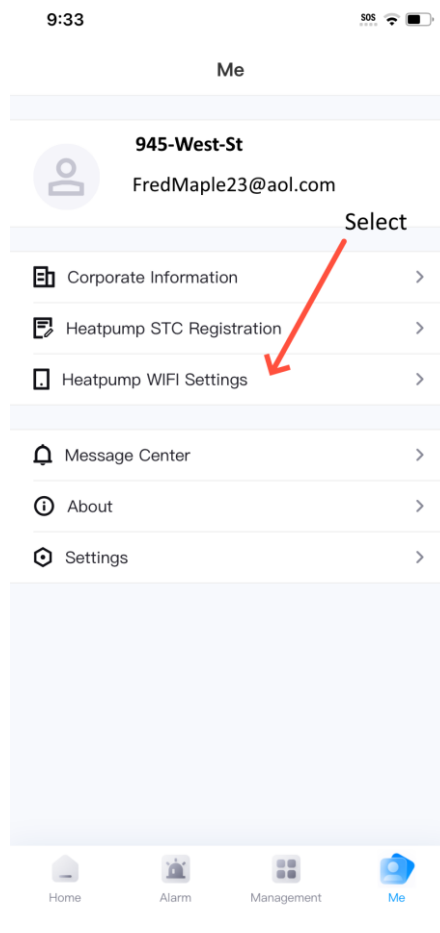 9:33
SOS
Me
945-West-St
FredMaple23@aol.com
Select
Corporate Information
Heatpump STC Registration
Heatpump WIFI Settings
Message Center
About
Settings
Home Alarm Management Me